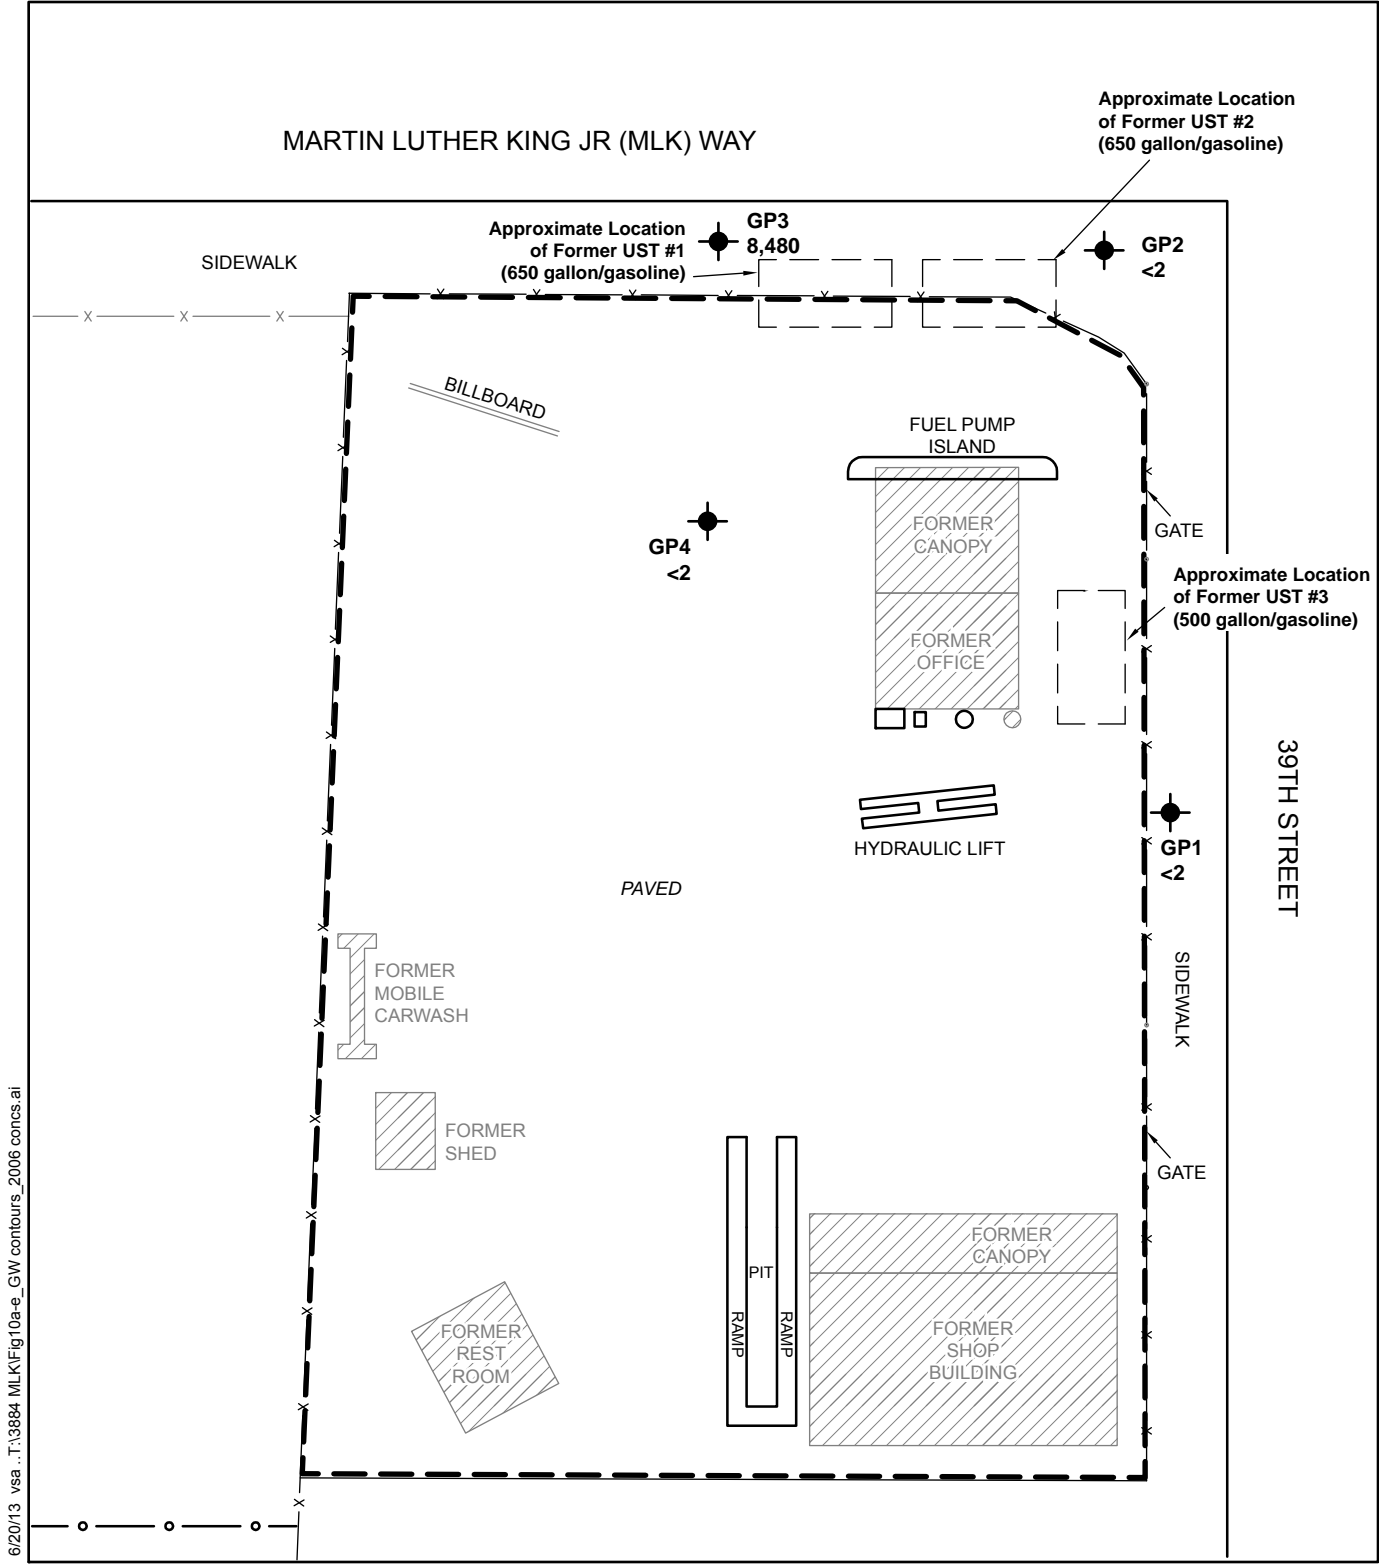 Approximate Location
of Former UST #2
(650 gallon/gasoline)
MARTIN LUTHER KING JR (MLK) WAY
Approximate Location
of Former UST #1
(650 gallon/gasoline)
GP3
8,480
GP2
<2
SIDEWALK
BILLBOARD
FUEL PUMP
ISLAND
FORMER
CANOPY
GATE
GP4
<2
Approximate Location
of Former UST #3
(500 gallon/gasoline)
FORMER
OFFICE
39TH STREET
HYDRAULIC LIFT
GP1
<2
PAVED
SIDEWALK
FORMER
MOBILE
CARWASH
FORMER
SHED
GATE
FORMER
CANOPY
PIT
RAMP
RAMP
FORMER
SHOP
BUILDING
FORMER
REST
ROOM
6/20/13 vsa ..T:\3884 MLK\Fig10a-e_GW contours_2006 concs.ai